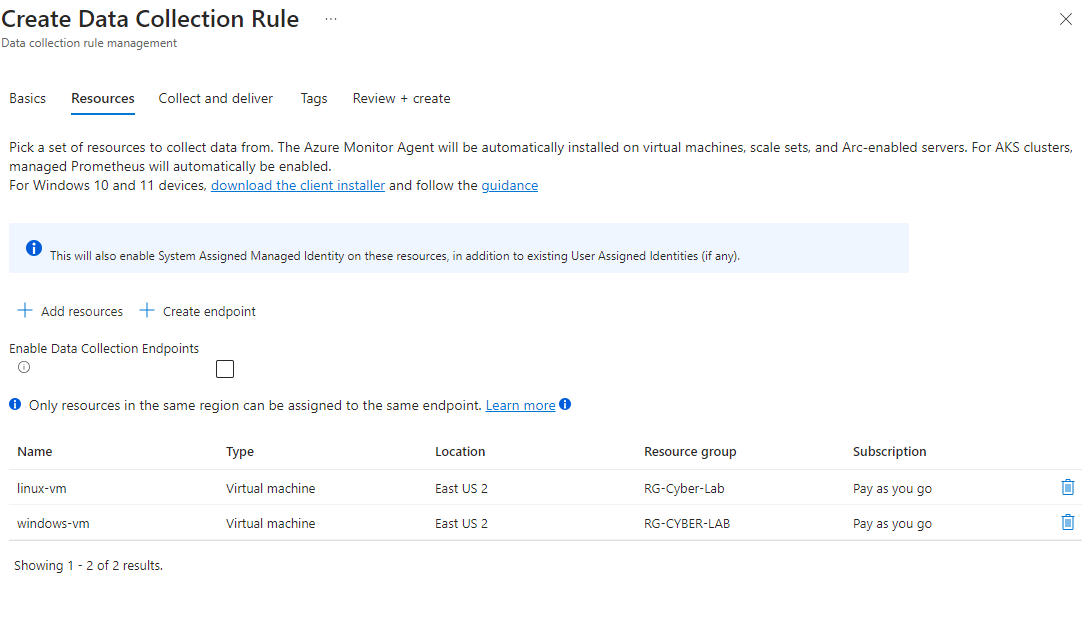 Create Data Collection Rule ...
Data collection rule management
Basics Resources Collect and deliver Tags Review + create
Pick a set of resources to collect data from. The Azure Monitor Agent will be automatically installed on virtual machines, scale sets, and Arc-enabled servers. For AKS clusters,
managed Prometheus will automatically be enabled.
For Windows 10 and 11 devices, download the client installer and follow the guidance
This will also enable System Assigned Managed Identity on these resources, in addition to existing User Assigned Identities (if any).
+ Add resources + Create endpoint
Enable Data Collection Endpoints
Only resources in the same region can be assigned to the same endpoint. Learn more
Name Type Location Resource group Subscription
linux-vm Virtual machine East US 2 RG-Cyber-Lab Pay as you go
windows-vm Virtual machine East US 2 RG-CYBER-LAB Pay as you go
Showing 1 - 2 of 2 results.